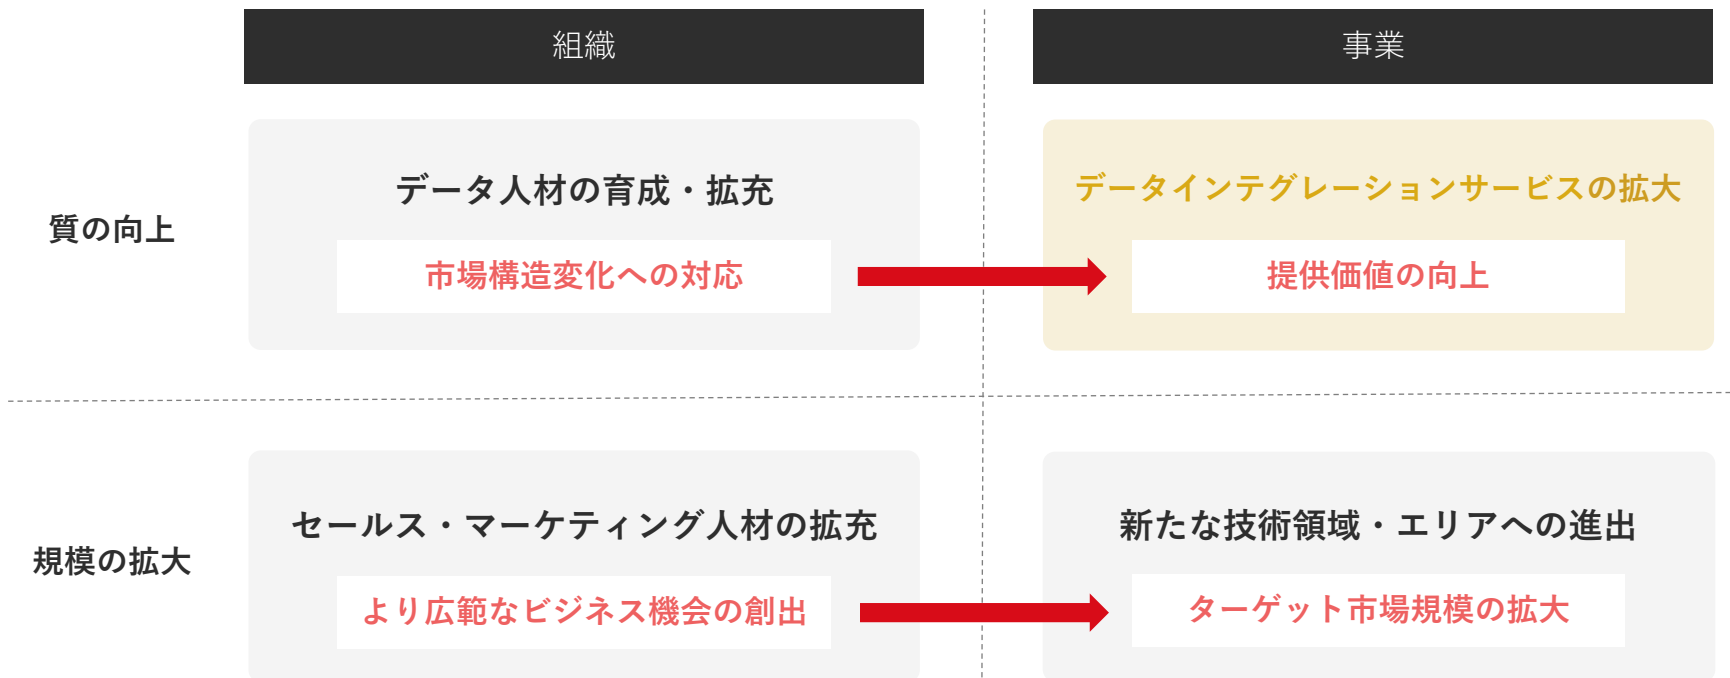 組織
事業
質の向上
データ人材の育成・拡充
市場構造変化への対応
データインテグレーションサービスの拡大
提供価値の向上
規模の拡大
セールス・マーケティング人材の拡充
より広範なビジネス機会の創出
新たな技術領域・エリアへの進出
ターゲット市場規模の拡大